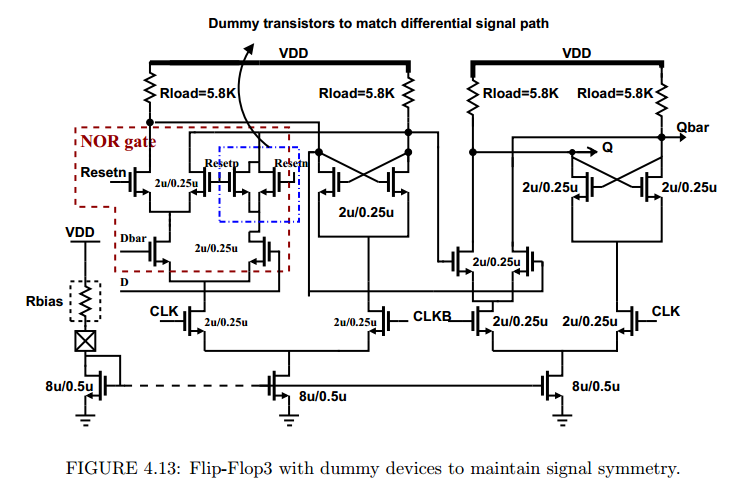 Dummy transistors to match differential signal path
VDD
VDD
Rload=5.8K
Rload=5.8K
Rload=5.8K
Rload=5.8K
NOR gate
Qbar
Q
Resetn
2u/0.25u
Resetp
Resetn
2u/0.25u
2u/0.25u
2u/0.25u
VDD
Dbar
2u/0.25u
2u/0.25u
D
Rbias
CLK
2u/0.25u
2u/0.25u
CLKB
2u/0.25u
2u/0.25u
CLK
8u/0.5u
8u/0.5u
8u/0.5u
FIGURE 4.13: Flip-Flop3 with dummy devices to maintain signal symmetry.